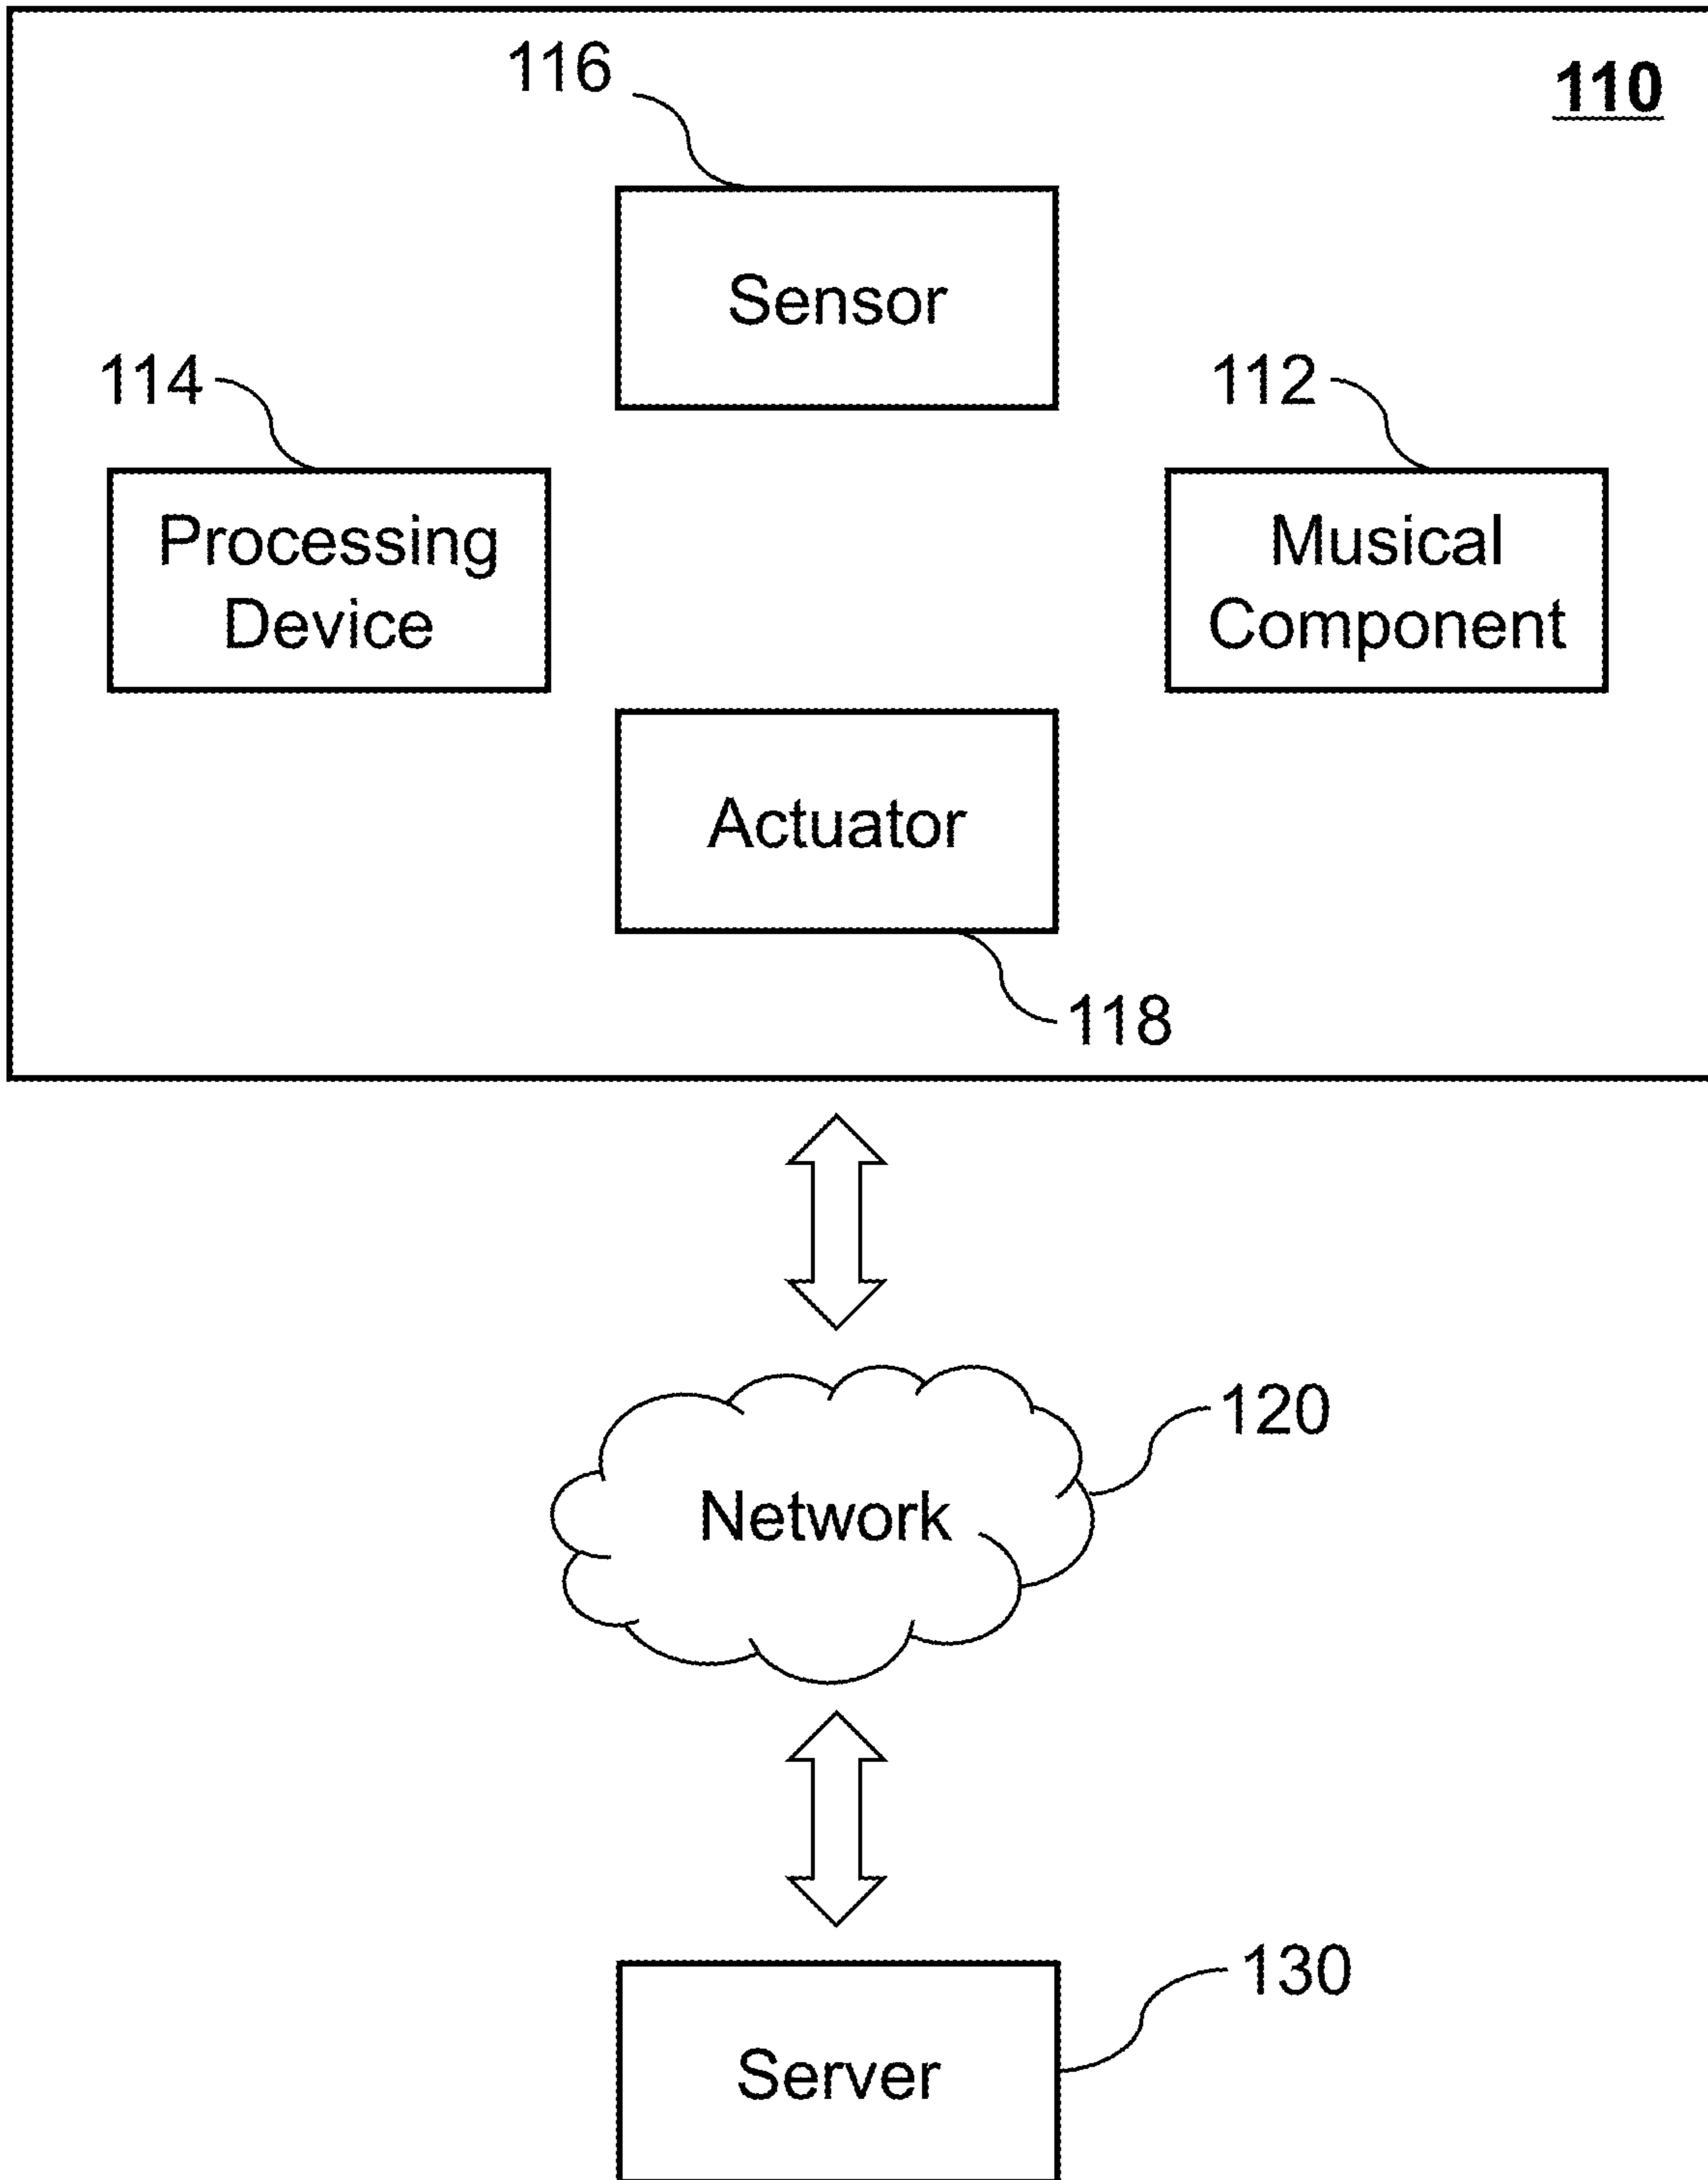 116
110
Sensor
114
112
Processing
Device
Musical
Component
Actuator
118
120
Network
130
Server